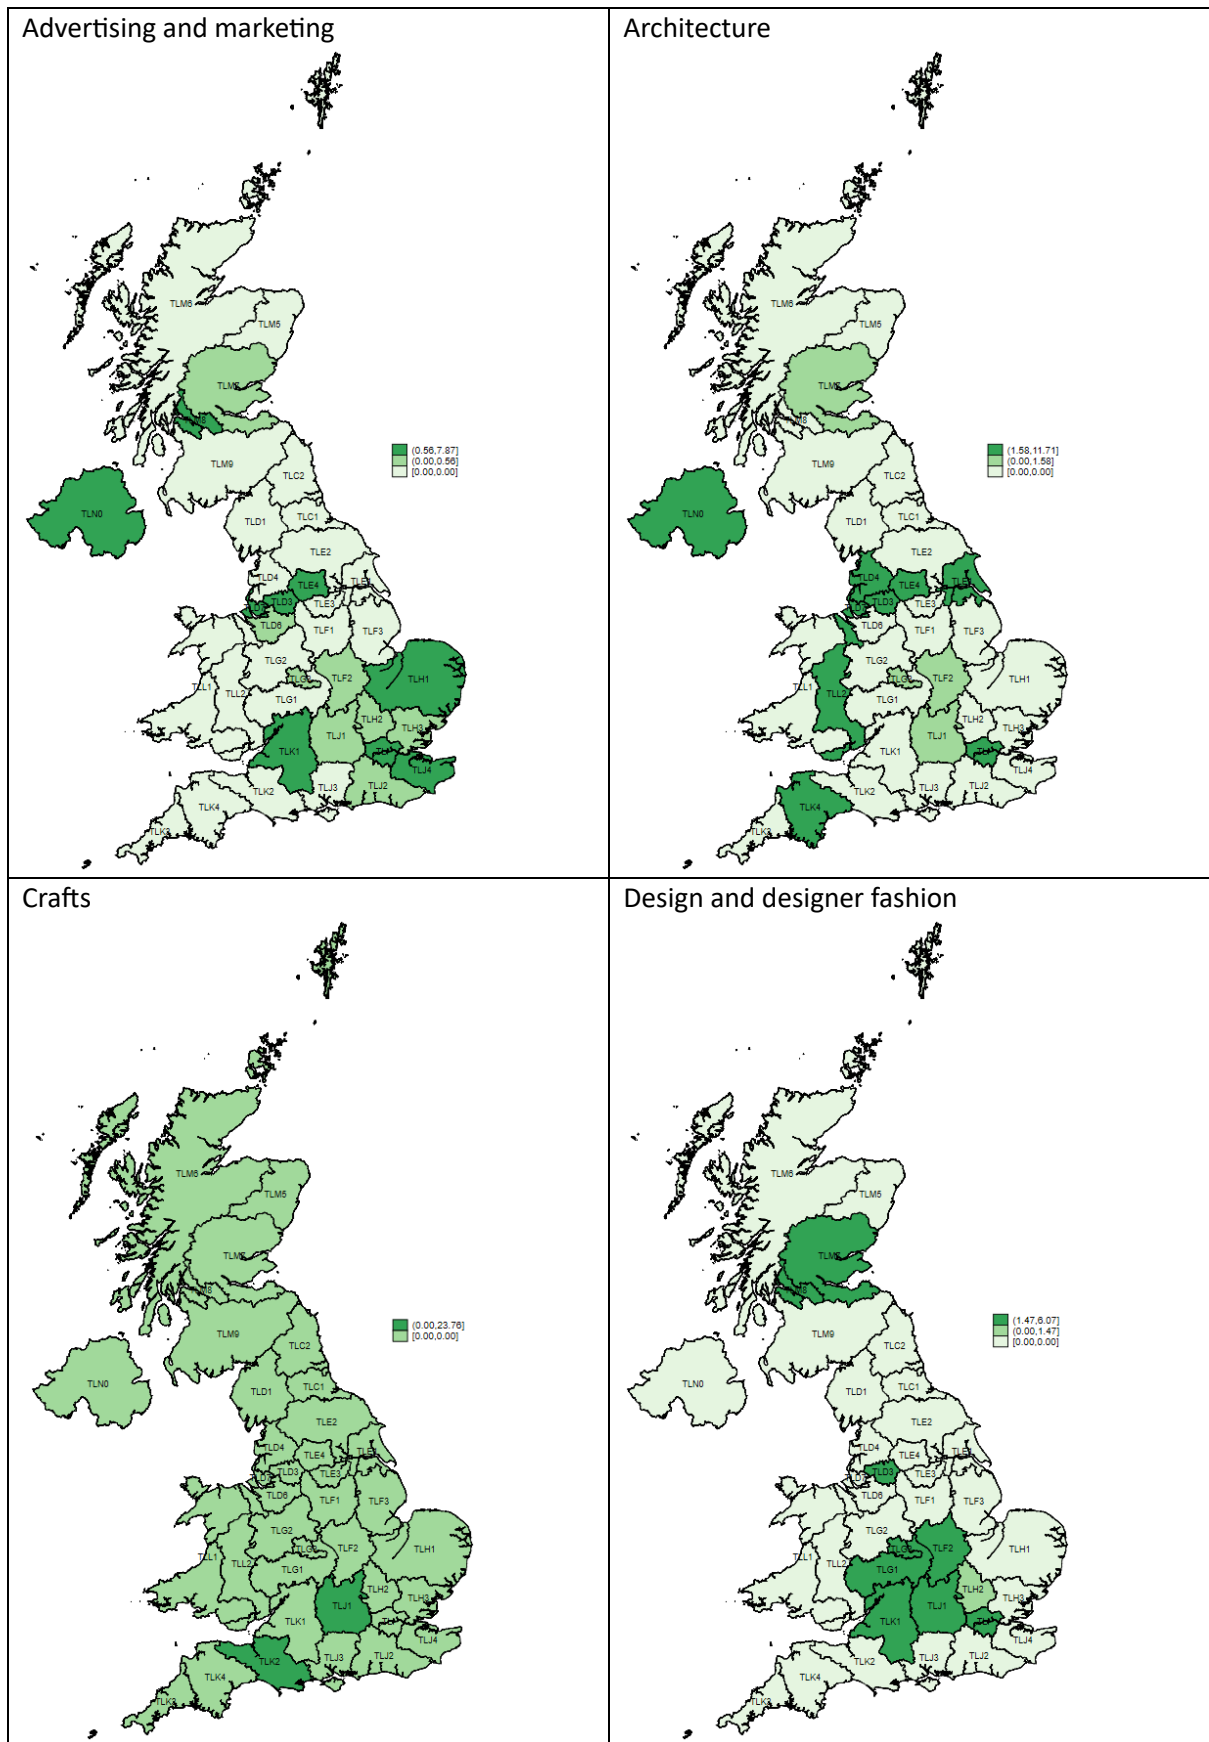 Advertising and marketing
TLM6
TLM5
TLM9
TLC2
(0.56,7.87]
(0.00,0.56]
[0.00,0.00]
TLN0
TLD1
TLC1
TLE2
TLD4
TLE4
TLD3
TLE3
TLD6
TLF1
TLF3
TLG2
TLF2
TLH1
TLL2
TLG1
TLH2
TLH3
TLK1
TLJ1
TLJ4
TLK2
TLJ3
TLJ2
TLK4
Architecture
TLM6
TLM5
TLM9
TLC2
(1.58,11.71]
(0.00,1.58]
[0.00,0.00]
TLN0
TLD1
TLC1
TLE2
TLD4
TLE4
TLD3
TLE3
TLD6
TLF1
TLF3
TLG2
TLF2
TLH1
TLL1
TLL2
TLG1
TLH2
TLH3
TLK1
TLJ1
TLJ4
TLK2
TLJ3
TLJ2
TLK4
Crafts
TLM6
TLM5
TLM9
TLC2
(0.00,23.76]
[0.00,0.00]
TLN0
TLD1
TLC1
TLE2
TLD4
TLE4
TLD3
TLE3
TLD6
TLF1
TLF3
TLG2
TLF2
TLH1
TLL2
TLG1
TLH2
TLH3
TLK1
TLJ1
TLJ4
TLK2
TLJ3
TLJ2
TLK4
Design and designer fashion
TLM6
TLM5
TLM9
TLC2
(1.47,6.07]
(0.00,1.47]
[0.00,0.00]
TLN0
TLD1
TLC1
TLE2
TLD4
TLE4
TLD3
TLE3
TLD6
TLF1
TLF3
TLG2
TLF2
TLH1
TLL1
TLL2
TLG1
TLH2
TLH3
TLK1
TLJ1
TLJ4
TLK2
TLJ3
TLJ2
TLK4